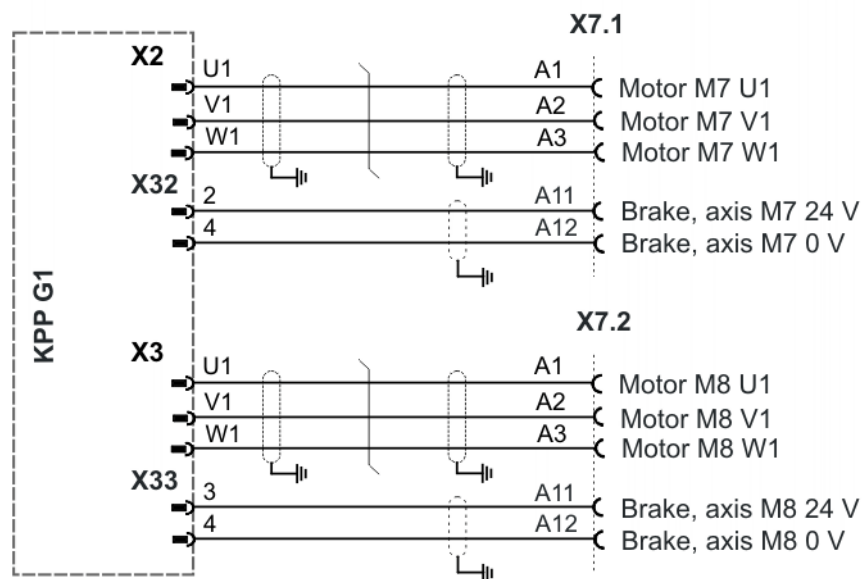 X7.1
X2
U1 A1 Motor M7 U1
V1 A2 Motor M7 V1
W1 A3 Motor M7 W1
X32
2 A11 Brake, axis M7 24 V
4 A12 Brake, axis M7 0 V
KPP G1
X7.2
X3
U1 A1 Motor M8 U1
V1 A2 Motor M8 V1
W1 A3 Motor M8 W1
X33
3 A11 Brake, axis M8 24 V
4 A12 Brake, axis M8 0 V